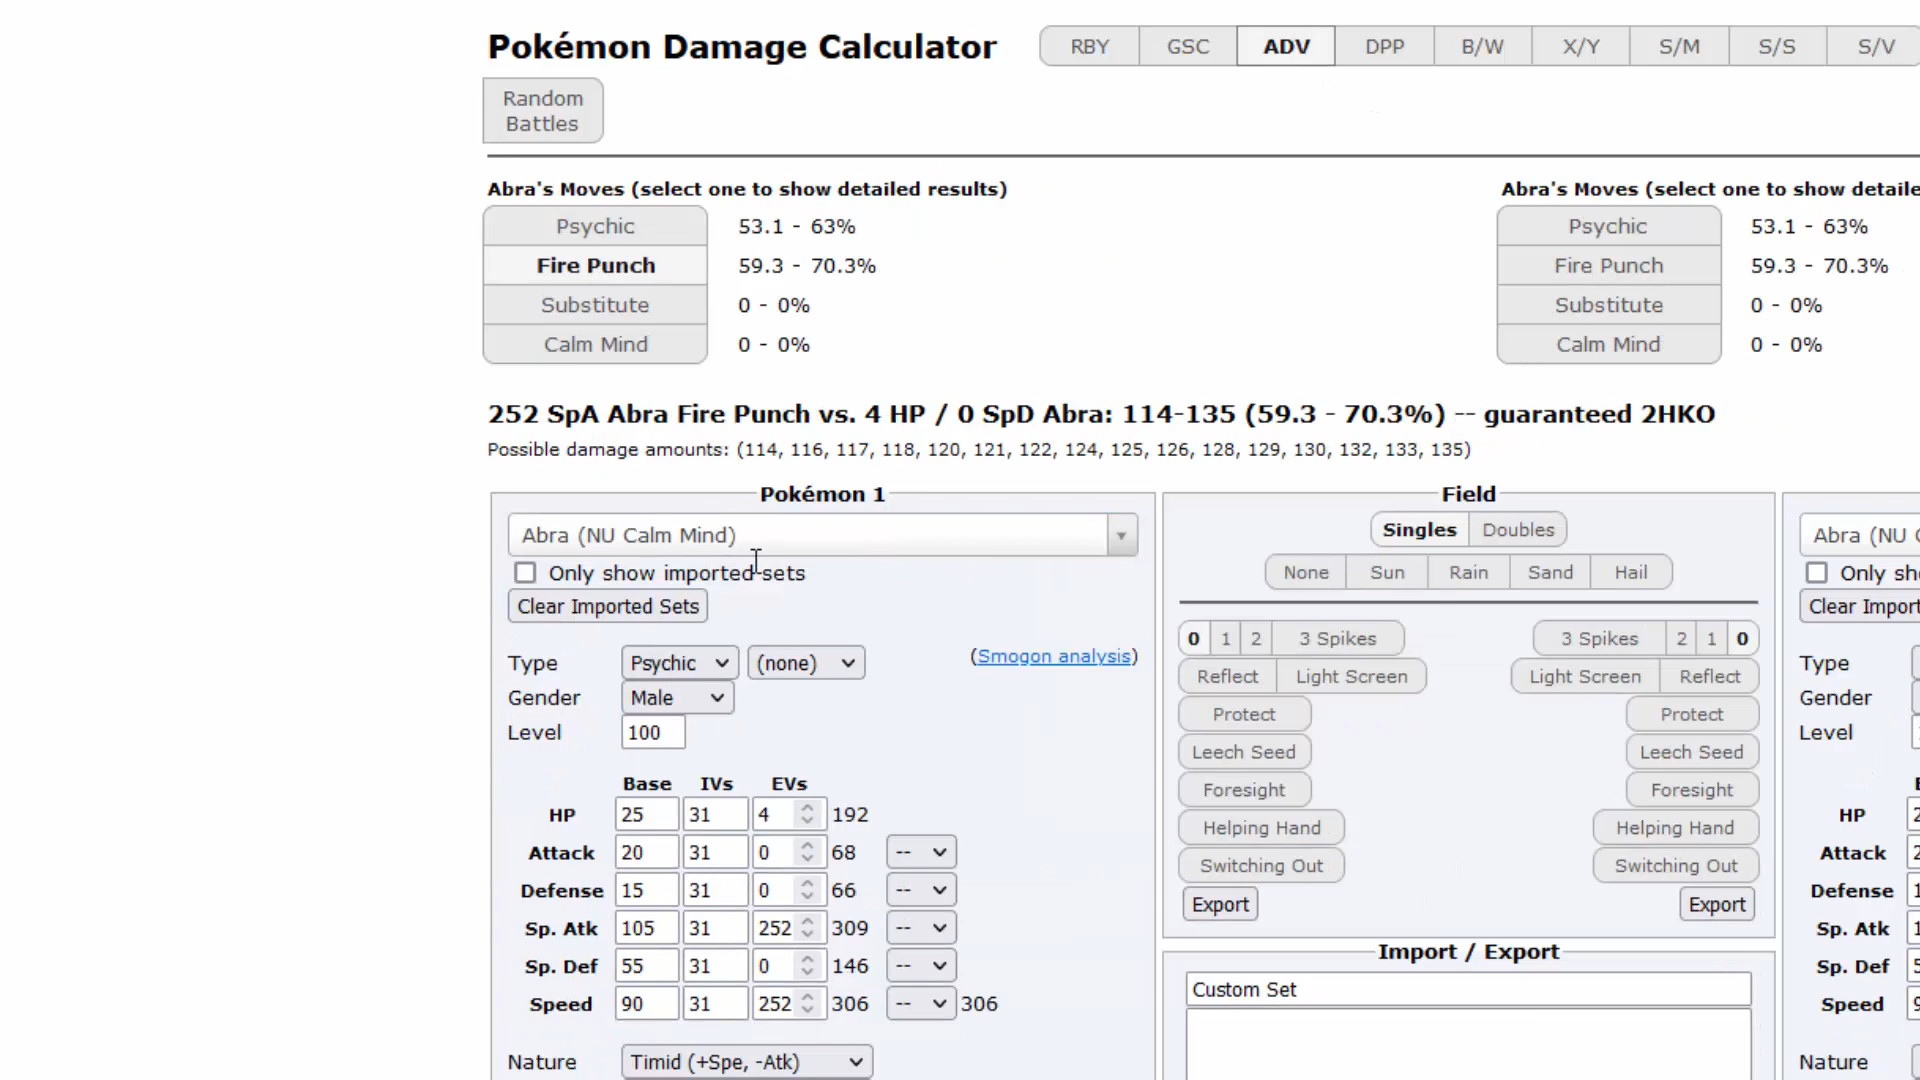 Pokémon Damage Calculator RBY GSC ADV DPP B/W X/Y S/M S/S S/V
Random
Battles
Abra's Moves (select one to show detailed results) Abra's Moves (select one to show detaile
Psychic 53.1 - 63% Psychic 53.1 - 63%
Fire Punch 59.3 - 70.3% Fire Punch 59.3 - 70.3%
Substitute 0 - 0% Substitute 0 - 0%
Calm Mind 0 - 0% Calm Mind 0 - 0%
252 SpA Abra Fire Punch vs. 4 HP / 0 SpD Abra: 114-135 (59.3 - 70.3%) -- guaranteed 2HKO
Possible damage amounts: (114, 116, 117, 118, 120, 121, 122, 124, 125, 126, 128, 129, 130, 132, 133, 135)
Pokémon 1
Abra (NU Calm Mind)
Only show imported sets
Clear Imported Sets
Type Psychic (none) (Smogon analysis)
Gender Male
Level 100
Base IVs EVs
HP 25 31 4 192
Attack 20 31 0 68 --
Defense 15 31 0 66 --
Sp. Atk 105 31 252 309 --
Sp. Def 55 31 0 146 --
Speed 90 31 252 306 -- 306
Nature Timid (+Spe, -Atk)
Field
Singles Doubles
None Sun Rain Sand Hail
0 1 2 3 Spikes 3 Spikes 2 1 0
Reflect Light Screen Light Screen Reflect
Protect Protect
Leech Seed Leech Seed
Foresight Foresight
Helping Hand Helping Hand
Switching Out Switching Out
Export Export
Import / Export
Custom Set
Abra (NU
Only sh
Clear Import
Type
Gender
Level
HP
Attack
Defense
Sp. Atk
Sp. Def
Speed
Nature